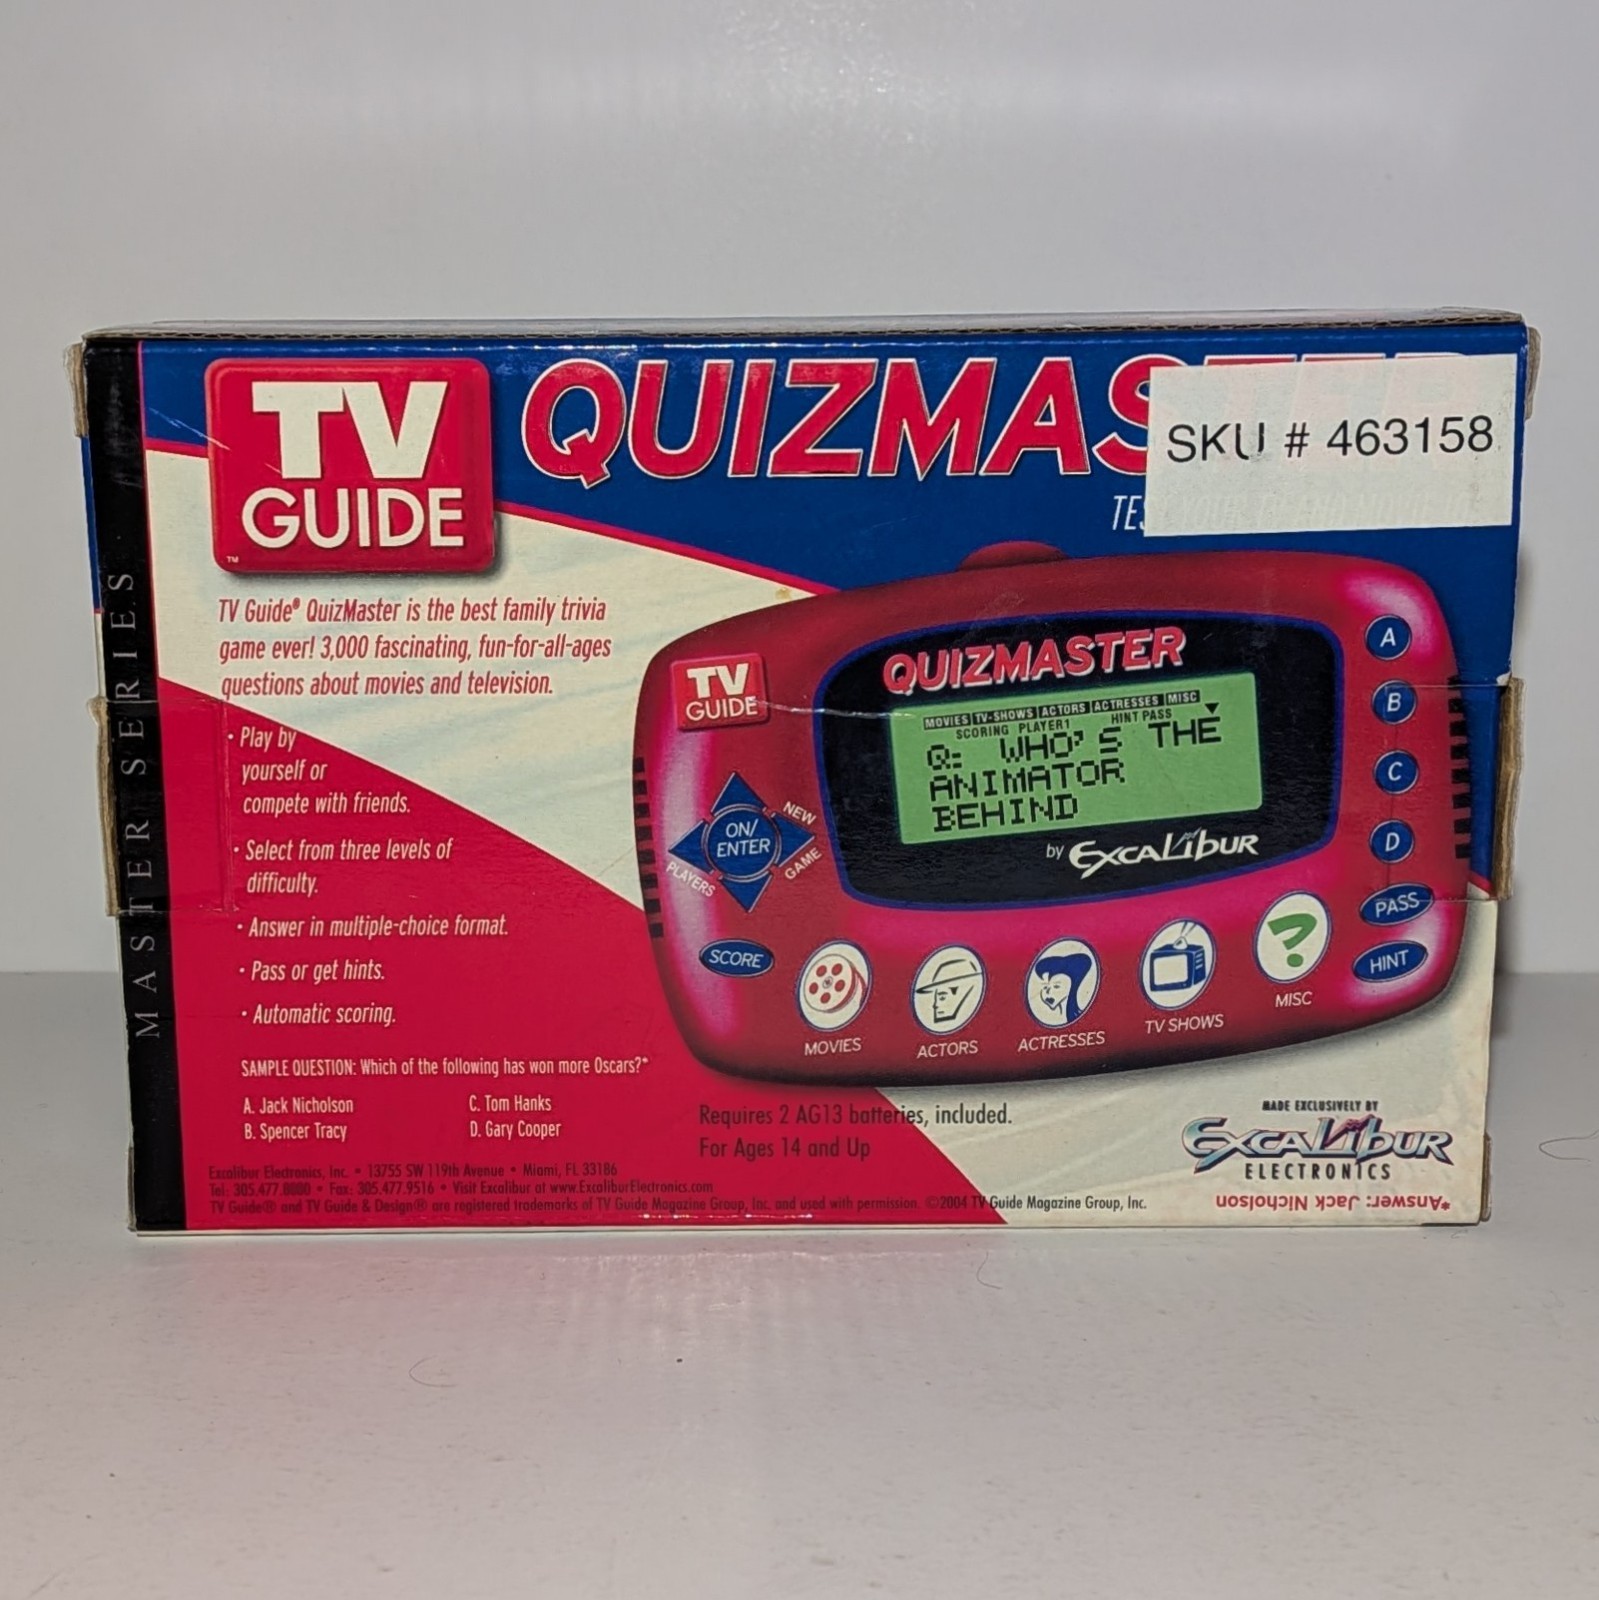 TV
GUIDE
TM
QUIZMAS
SKU # 463158
MASTER SERIES
TV Guide® QuizMaster is the best family trivia
game ever! 3,000 fascinating, fun-for-all-ages
questions about movies and television.
• Play by
yourself or
compete with friends.
• Select from three levels of
difficulty.
• Answer in multiple-choice format.
• Pass or get hints.
• Automatic scoring.
SAMPLE QUESTION: Which of the following has won more Oscars?*
A. Jack Nicholson
B. Spencer Tracy
C. Tom Hanks
D. Gary Cooper
TV
GUIDE
QUIZMASTER
MOVIES TV-SHOWS ACTORS ACTRESSES MISC
SCORING PLAYER1 HINT PASS
Q: WHO'S THE
ANIMATOR
BEHIND
by EXCALIBUR
ON/
ENTER
NEW
GAME
PLAYERS
SCORE
A
B
C
D
PASS
HINT
MOVIES
ACTORS
ACTRESSES
TV SHOWS
MISC
Requires 2 AG13 batteries, included.
For Ages 14 and Up
MADE EXCLUSIVELY BY
EXCALIBUR
ELECTRONICS
*Answer: Jack Nicholson
Excalibur Electronics, Inc. • 13755 SW 119th Avenue • Miami, FL 33186
Tel: 305.477.8080 • Fax: 305.477.9516 • Visit Excalibur at www.ExcaliburElectronics.com
TV Guide® and TV Guide & Design® are registered trademarks of TV Guide Magazine Group, Inc. and used with permission. ©2004 TV Guide Magazine Group, Inc.